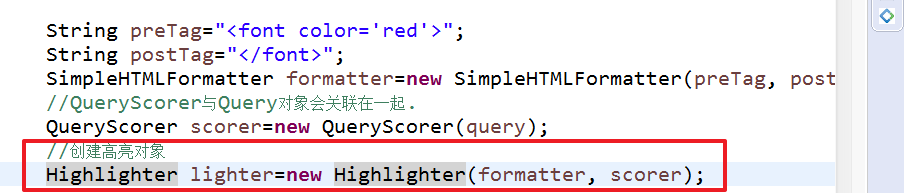 String preTag="<font color='red'>";
String postTag="</font>";
SimpleHTMLFormatter formatter=new SimpleHTMLFormatter(preTag, post
//QueryScorer与Query对象会关联在一起.
QueryScorer scorer=new QueryScorer(query);
//创建高亮对象
Highlighter lighter=new Highlighter(formatter, scorer);